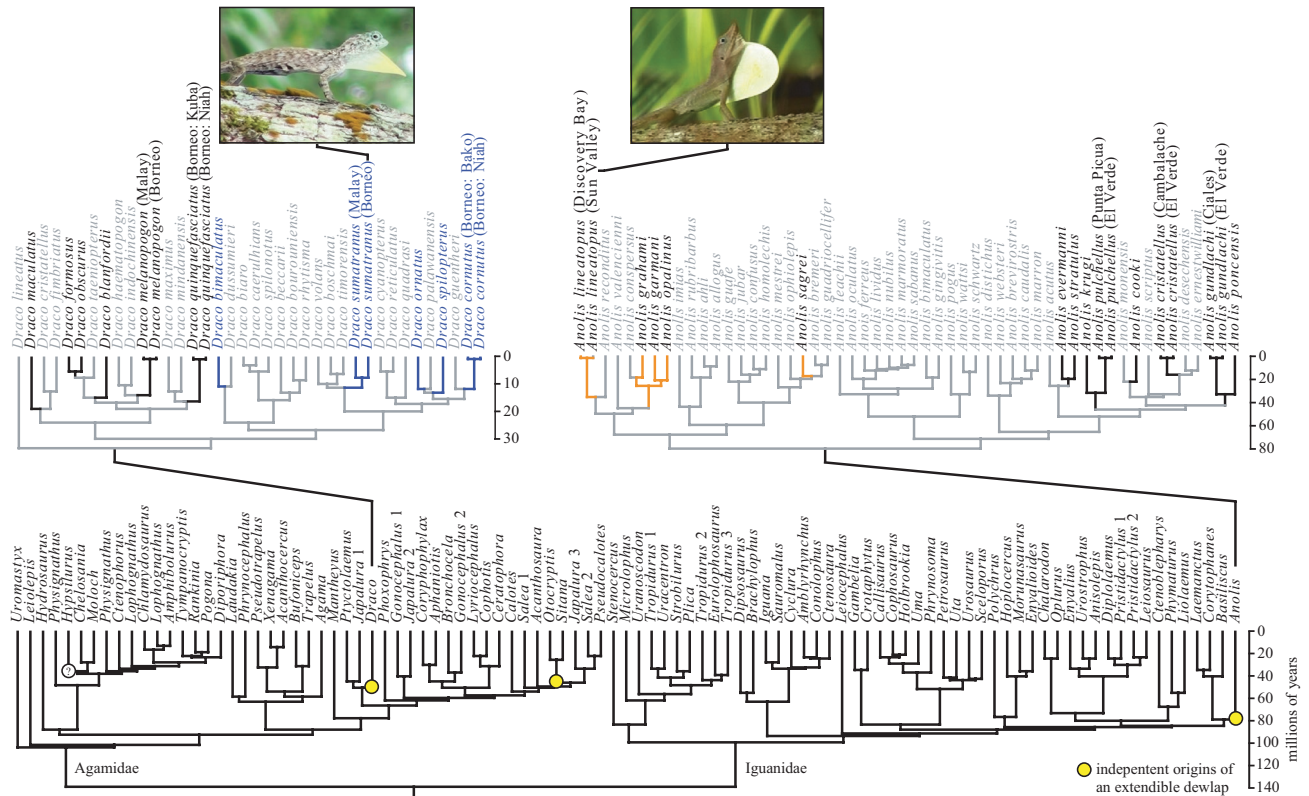 Draco lineatus
Draco maculatus
Draco cristatellus
Draco fimbriatus
Draco formosus
Draco obscurus
Draco taeniopterus
Draco blanfordii
Draco haematopogon
Draco indochinensis
Draco melanopogon (Malay)
Draco melanopogon (Borneo)
Draco maximus
Draco mindanensis
Draco quinquefasciatus (Borneo: Kuba)
Draco quinquefasciatus (Borneo: Niah)
Draco bimaculatus
Draco dussumieri
Draco biaro
Draco caerulhians
Draco spilonotus
Draco beccarii
Draco bourouniensis
Draco rhytisma
Draco volans
Draco boschmai
Draco timorensis
Draco sumatranus (Malay)
Draco sumatranus (Borneo)
Draco cyanopterus
Draco reticulatus
Draco quadrasi
Draco ornatus
Draco palawanensis
Draco spilopterus
Draco guentheri
Draco cornutus (Borneo: Bako)
Draco cornutus (Borneo: Niah)
0
10
20
30
Anolis lineatopus (Discovery Bay)
Anolis lineatopus (Sun Valley)
Anolis reconditus
Anolis valencienni
Anolis conspersus
Anolis grahami
Anolis garmani
Anolis opalinus
Anolis imias
Anolis rubribarbus
Anolis ahli
Anolis allogus
Anolis guafe
Anolis jubar
Anolis confusus
Anolis homolechis
Anolis mestrei
Anolis ophiolepis
Anolis sagrei
Anolis bremeri
Anolis quadriocellifer
Anolis oculatus
Anolis ferreus
Anolis lividus
Anolis nubilus
Anolis marmoratus
Anolis sabanus
Anolis bimaculatus
Anolis gingivinus
Anolis pogus
Anolis wattsi
Anolis schwartz
Anolis websteri
Anolis distichus
Anolis brevirostris
Anolis caudalis
Anolis acutus
Anolis evermanni
Anolis stratulus
Anolis krugi
Anolis pulchellus (Punta Picua)
Anolis pulchellus (El Verde)
Anolis monensis
Anolis cooki
Anolis scriptus
Anolis cristatellus (Cambalache)
Anolis cristatellus (El Verde)
Anolis desechensis
Anolis ernestwilliami
Anolis gundlachi (Ciales)
Anolis gundlachi (El Verde)
Anolis poncensis
0
20
40
60
80
Uromastyx
Leiolepis
Hydrosaurus
Physignathus
Hypsilurus
Chelosania
Moloch
Physignathus
Ctenophorus
Lophognathus
Chlamydosaurus
Lophognathus
Amphibolurus
Tympanocryptis
Rankinia
Pogona
Diporiphora
Laudakia
Phrynocephalus
Pseudotrapelus
Xenagama
Acanthocercus
Bufoniceps
Trapelus
Agama
Mantheyus
Ptyctolaemus
Japalura 1
Draco
Phoxophrys
Gonocephalus 1
Japalura 2
Coryphophylax
Aphaniotis
Bronchocela
Gonocephalus 2
Lyriocephalus
Cophotis
Ceratophora
Calotes
Salea 1
Acanthosaura
Otocryptis
Sitana
Japalura 3
Salea 2
Pseudocalotes
Stenocercus
Microlophus
Uranoscodon
Tropidurus 1
Uracentron
Strobilurus
Plica
Tropidurus 2
Eurolophosaurus
Tropidurus 3
Dipsosaurus
Brachylophus
Iguana
Sauromalus
Cyclura
Amblyrhynchus
Conolophus
Ctenosaura
Leiocephalus
Gambelia
Crotaphytus
Callisaurus
Cophosaurus
Holbrookia
Uma
Phrynosoma
Petrosaurus
Uta
Urosaurus
Sceloporus
Polychrus
Hoplocercus
Morunasaurus
Enyalioides
Chalarodon
Oplurus
Enyalius
Urostrophus
Anisolepis
Diplolaemus
Pristidactylus 1
Pristidactylus 2
Leiosaurus
Ctenoblepharys
Phymaturus
Liolaemus
Laemanctus
Corytophanes
Basiliscus
Anolis
?
0
20
40
60
80
100
120
140
millions of years
Agamidae
Iguanidae
indepentent origins of
an extendible dewlap